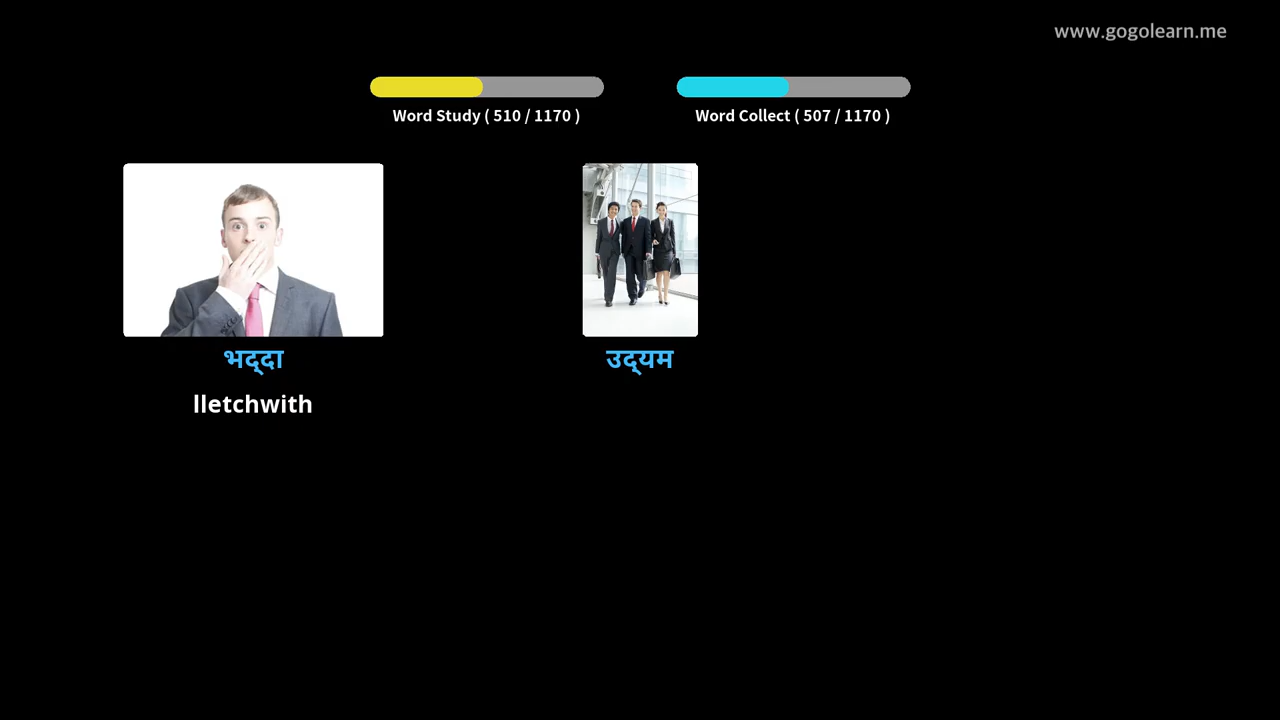 www.gogolearn.me
Word Study ( 510 / 1170 )
Word Collect ( 507 / 1170 )
भद्‌दा
उद्‌यम
lletchwith